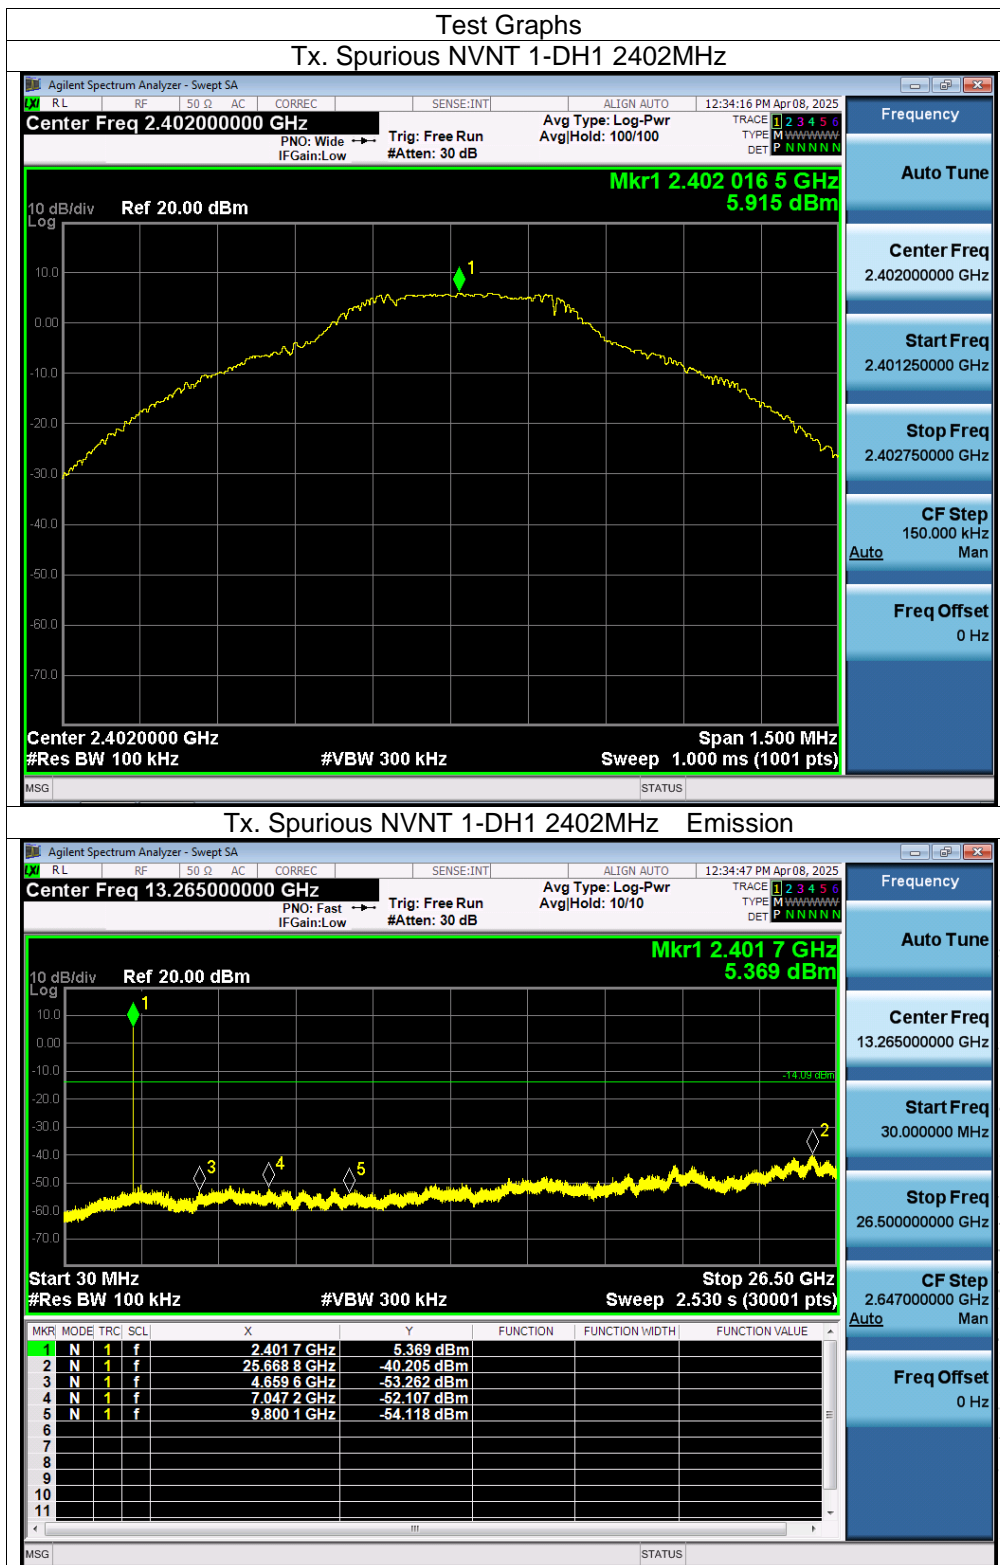 Test Graphs
Tx. Spurious NVNT 1-DH1 2402MHz
Agilent Spectrum Analyzer - Swept SA
LXI RL RF 50 Ω AC CORREC SENSE:INT ALIGN AUTO 12:34:16 PM Apr 08, 2025
Center Freq 2.402000000 GHz
PNO: Wide
IFGain:Low
Trig: Free Run
#Atten: 30 dB
Avg Type: Log-Pwr
Avg|Hold: 100/100
TRACE 1 2 3 4 5 6
TYPE M WWWWW
DET P N N N N N
Frequency
Mkr1 2.402 016 5 GHz
5.915 dBm
10 dB/div Ref 20.00 dBm
Log
10.0
0.00
-10.0
-20.0
-30.0
-40.0
-50.0
-60.0
-70.0
1
Center 2.4020000 GHz Span 1.500 MHz
#Res BW 100 kHz #VBW 300 kHz Sweep 1.000 ms (1001 pts)
Auto Tune
Center Freq
2.402000000 GHz
Start Freq
2.401250000 GHz
Stop Freq
2.402750000 GHz
CF Step
150.000 kHz
Auto Man
Freq Offset
0 Hz
MSG STATUS
Tx. Spurious NVNT 1-DH1 2402MHz Emission
Agilent Spectrum Analyzer - Swept SA
LXI RL RF 50 Ω AC CORREC SENSE:INT ALIGN AUTO 12:34:47 PM Apr 08, 2025
Center Freq 13.265000000 GHz
PNO: Fast
IFGain:Low
Trig: Free Run
#Atten: 30 dB
Avg Type: Log-Pwr
Avg|Hold: 10/10
TRACE 1 2 3 4 5 6
TYPE M WWWWW
DET P N N N N N
Frequency
Mkr1 2.401 7 GHz
5.369 dBm
10 dB/div Ref 20.00 dBm
Log
10.0
0.00
-10.0
-20.0
-30.0
-40.0
-50.0
-60.0
-70.0
1
-14.09 dBm
2
3
4
5
Start 30 MHz Stop 26.50 GHz
#Res BW 100 kHz #VBW 300 kHz Sweep 2.530 s (30001 pts)
MKR MODE TRC SCL X Y FUNCTION FUNCTION WIDTH FUNCTION VALUE
1 N 1 f 2.401 7 GHz 5.369 dBm
2 N 1 f 25.668 8 GHz -40.205 dBm
3 N 1 f 4.659 6 GHz -53.262 dBm
4 N 1 f 7.047 2 GHz -52.107 dBm
5 N 1 f 9.800 1 GHz -54.118 dBm
6
7
8
9
10
11
Auto Tune
Center Freq
13.265000000 GHz
Start Freq
30.000000 MHz
Stop Freq
26.500000000 GHz
CF Step
2.647000000 GHz
Auto Man
Freq Offset
0 Hz
MSG STATUS